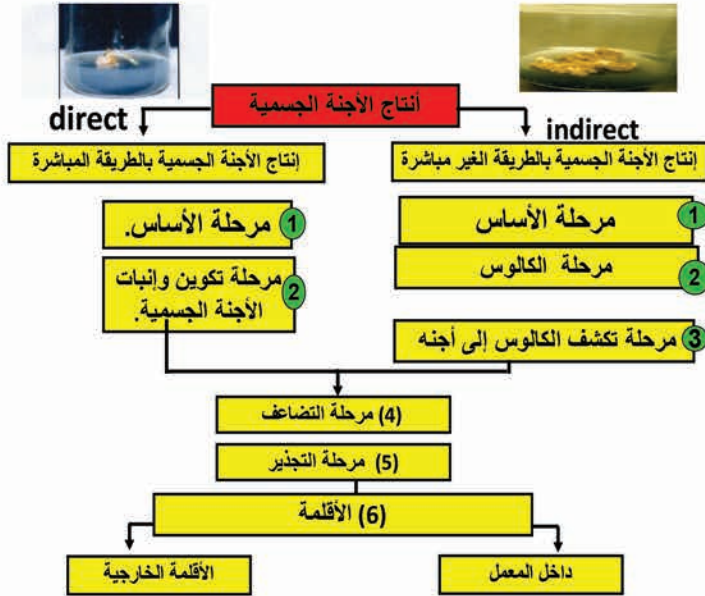 أنتاج الأجنة الجسمية
direct
indirect
إنتاج الأجنة الجسمية بالطريقة المباشرة
إنتاج الأجنة الجسمية بالطريقة الغير مباشرة
1 مرحلة الأساس.
2 مرحلة تكوين وإنبات
الأجنة الجسمية.
1 مرحلة الأساس
2 مرحلة الكالوس
3 مرحلة تكشف الكالوس إلى أجنه
(4) مرحلة التضاعف
(5) مرحلة التجذير
(6) الأقلمة
داخل المعمل
الأقلمة الخارجية